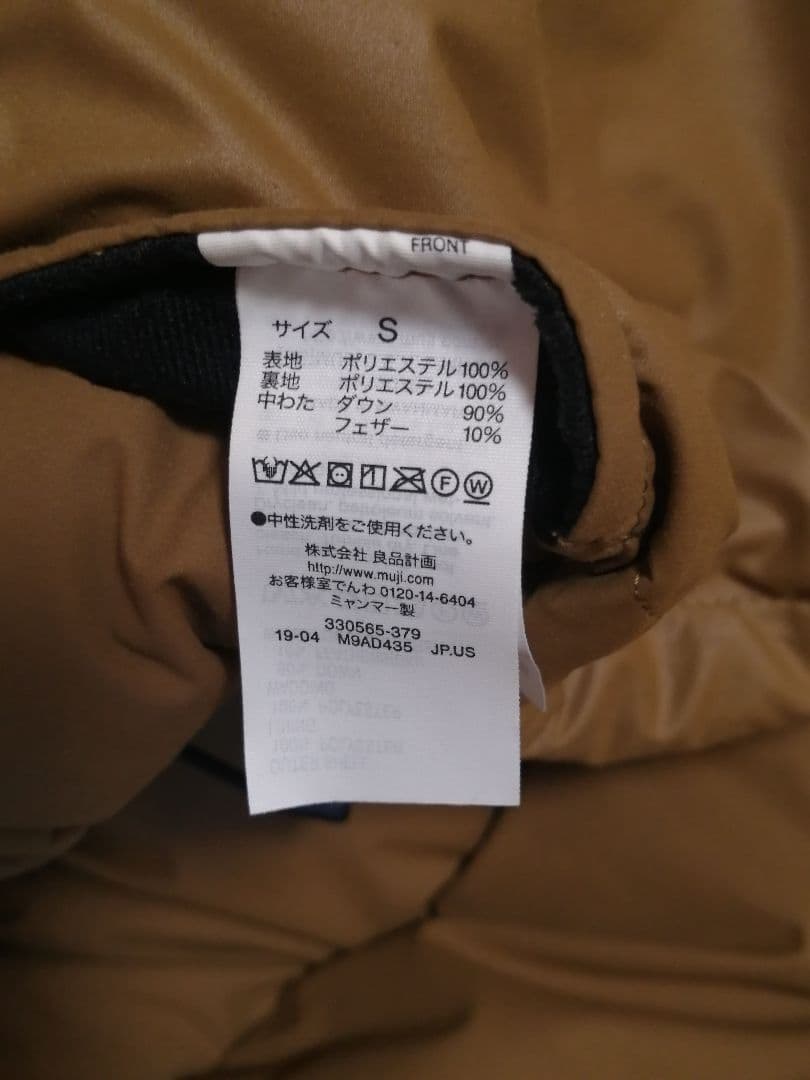 FRONT
サイズ S
表地 ポリエステル100%
裏地 ポリエステル100%
中わた ダウン 90%
フェザー 10%
F W
●中性洗剤をご使用ください。
株式会社 良品計画
http://www.muji.com
お客様室でんわ 0120-14-6404
ミャンマー製
330565-379
19-04 M9AD435 JP.US